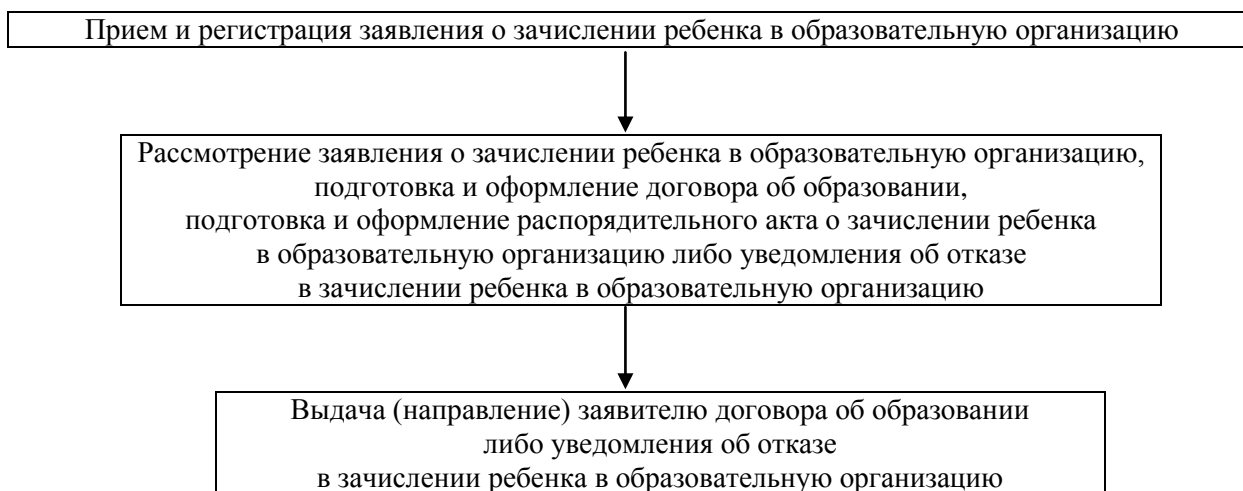 Прием и регистрация заявления о зачислении ребенка в образовательную организацию
Рассмотрение заявления о зачислении ребенка в образовательную организацию,
подготовка и оформление договора об образовании,
подготовка и оформление распорядительного акта о зачислении ребенка
в образовательную организацию либо уведомления об отказе
в зачислении ребенка в образовательную организацию
Выдача (направление) заявителю договора об образовании
либо уведомления об отказе
в зачислении ребенка в образовательную организацию